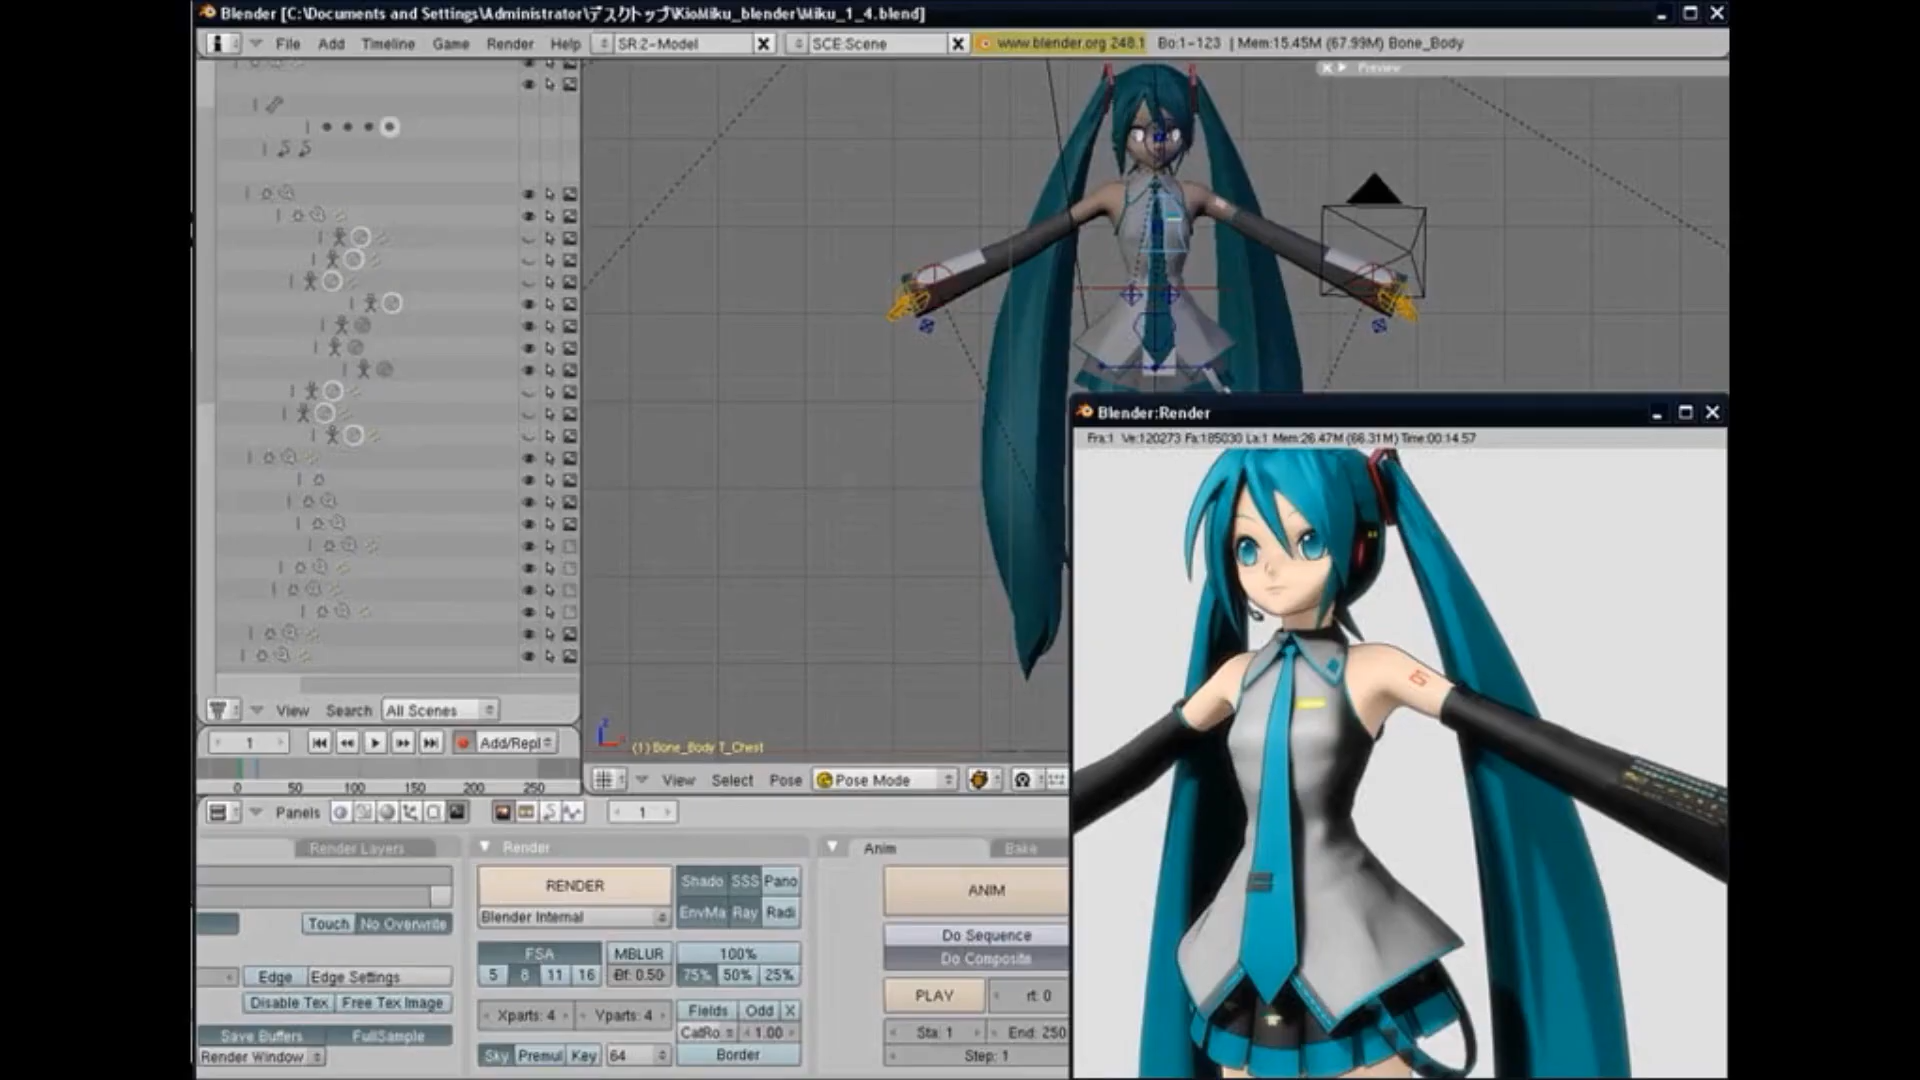 Blender [C:\Documents and Settings\Administrator\デスクトップ\KioMiku_blender\Miku_1_4.blend]
File Add Timeline Game Render Help SR:2-Model SCE:Scene www.blender.org 248.1 Bo:1-123 | Mem:15.45M (67.99M) Bone_Body
Preview
Blender:Render
Fra:1 Ve:120273 Fa:185030 La:1 Mem:26.47M (66.31M) Time:00:14.57
6
View Search All Scenes
1 Add/Repl
(1) Bone_Body T_Chest
0 50 100 150 200 250
View Select Pose Pose Mode
Panels 1
Render Layers
Render
Anim
Bake
RENDER
Shado SSS Pano
Blender Internal
EnvMa Ray Radi
ANIM
Touch No Overwrite
Do Sequence
FSA MBLUR 100%
Do Composite
5 8 11 16 Bf: 0.50 75% 50% 25%
Edge Edge Settings
PLAY rt: 0
Disable Tex Free Tex Image
Xparts: 4 Yparts: 4 Fields Odd X
Save Buffers FullSample
1.00
Sta: 1 End: 250
Render Window
Sky Premul Key 64 Border
Step: 1